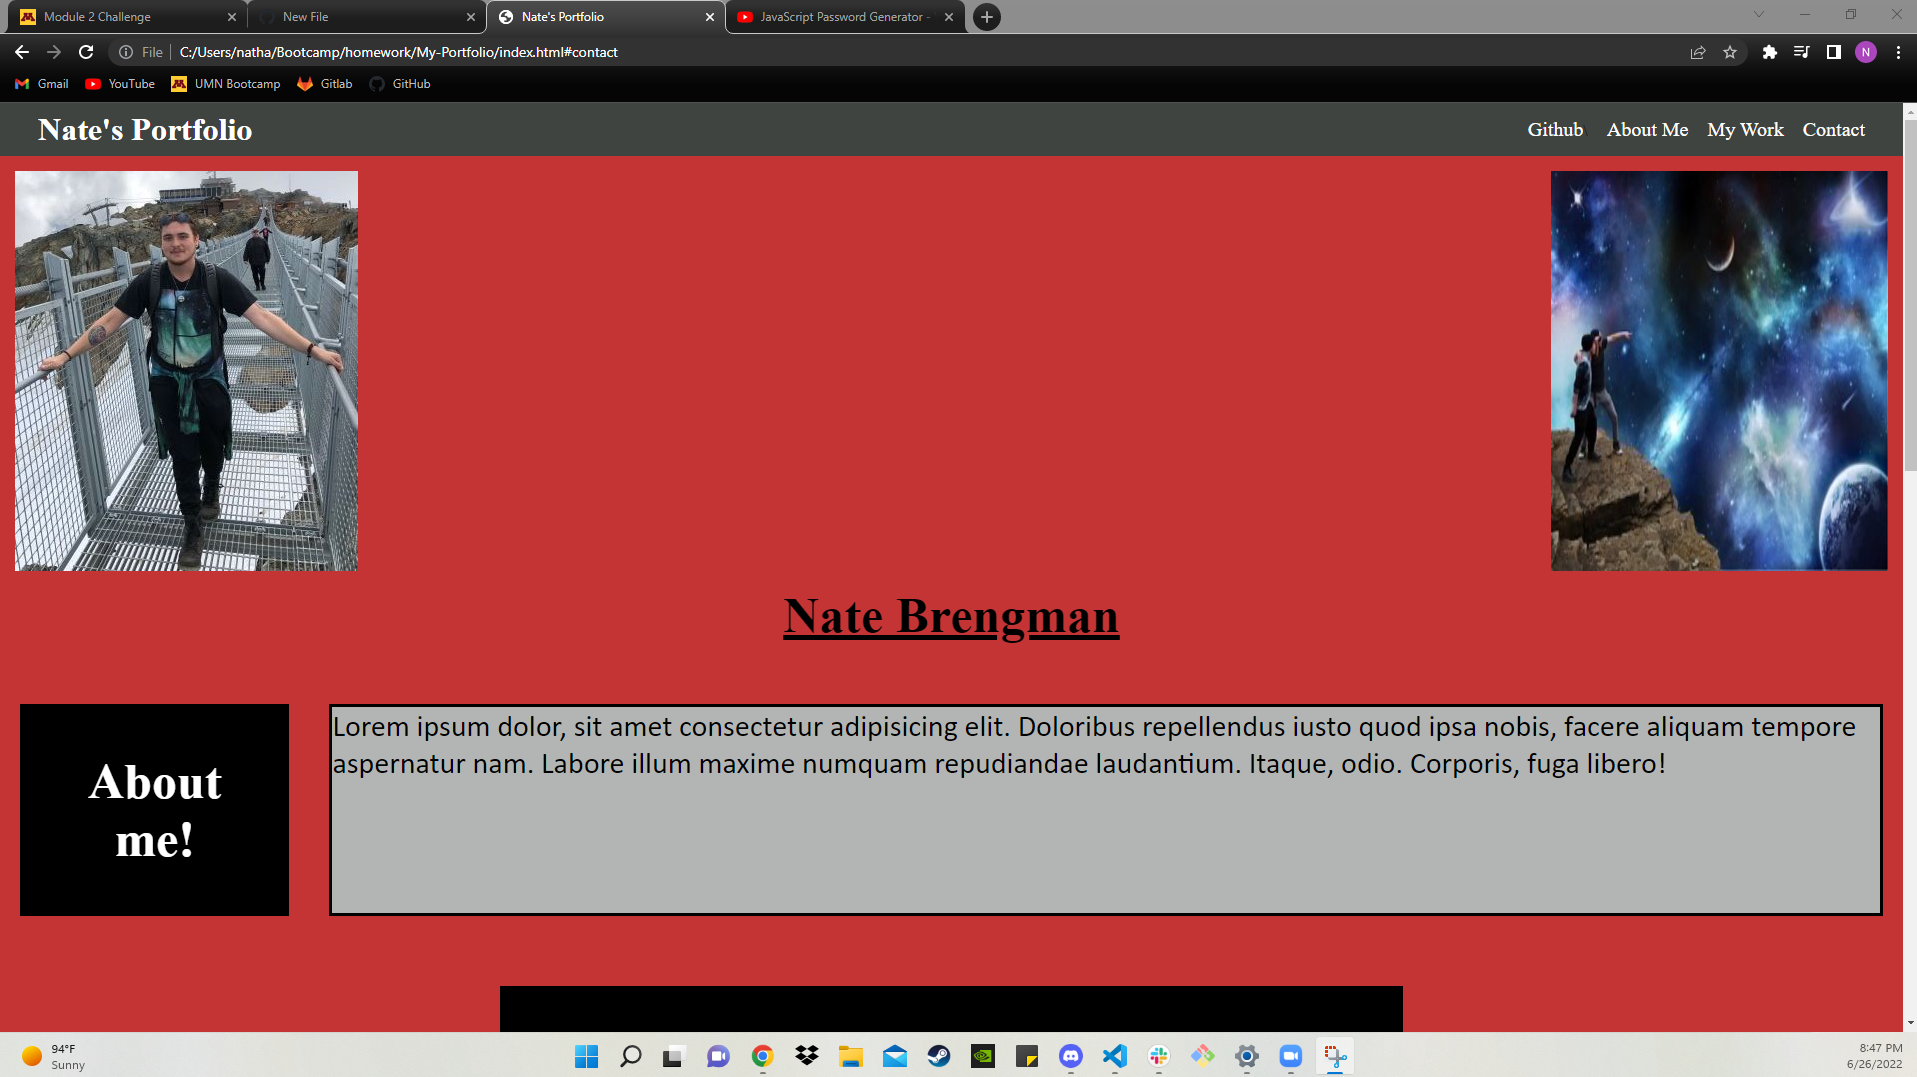 Module 2 Challenge
New File
Nate's Portfolio
JavaScript Password Generator -
File
C:/Users/natha/Bootcamp/homework/My-Portfolio/index.html#contact
N
Gmail
YouTube
UMN Bootcamp
Gitlab
GitHub
Nate's Portfolio
Github
About Me
My Work
Contact
Nate Brengman
About
me!
Lorem ipsum dolor, sit amet consectetur adipisicing elit. Doloribus repellendus iusto quod ipsa nobis, facere aliquam tempore
aspernatur nam. Labore illum maxime numquam repudiandae laudantium. Itaque, odio. Corporis, fuga libero!
94°F
Sunny
8:47 PM
6/26/2022